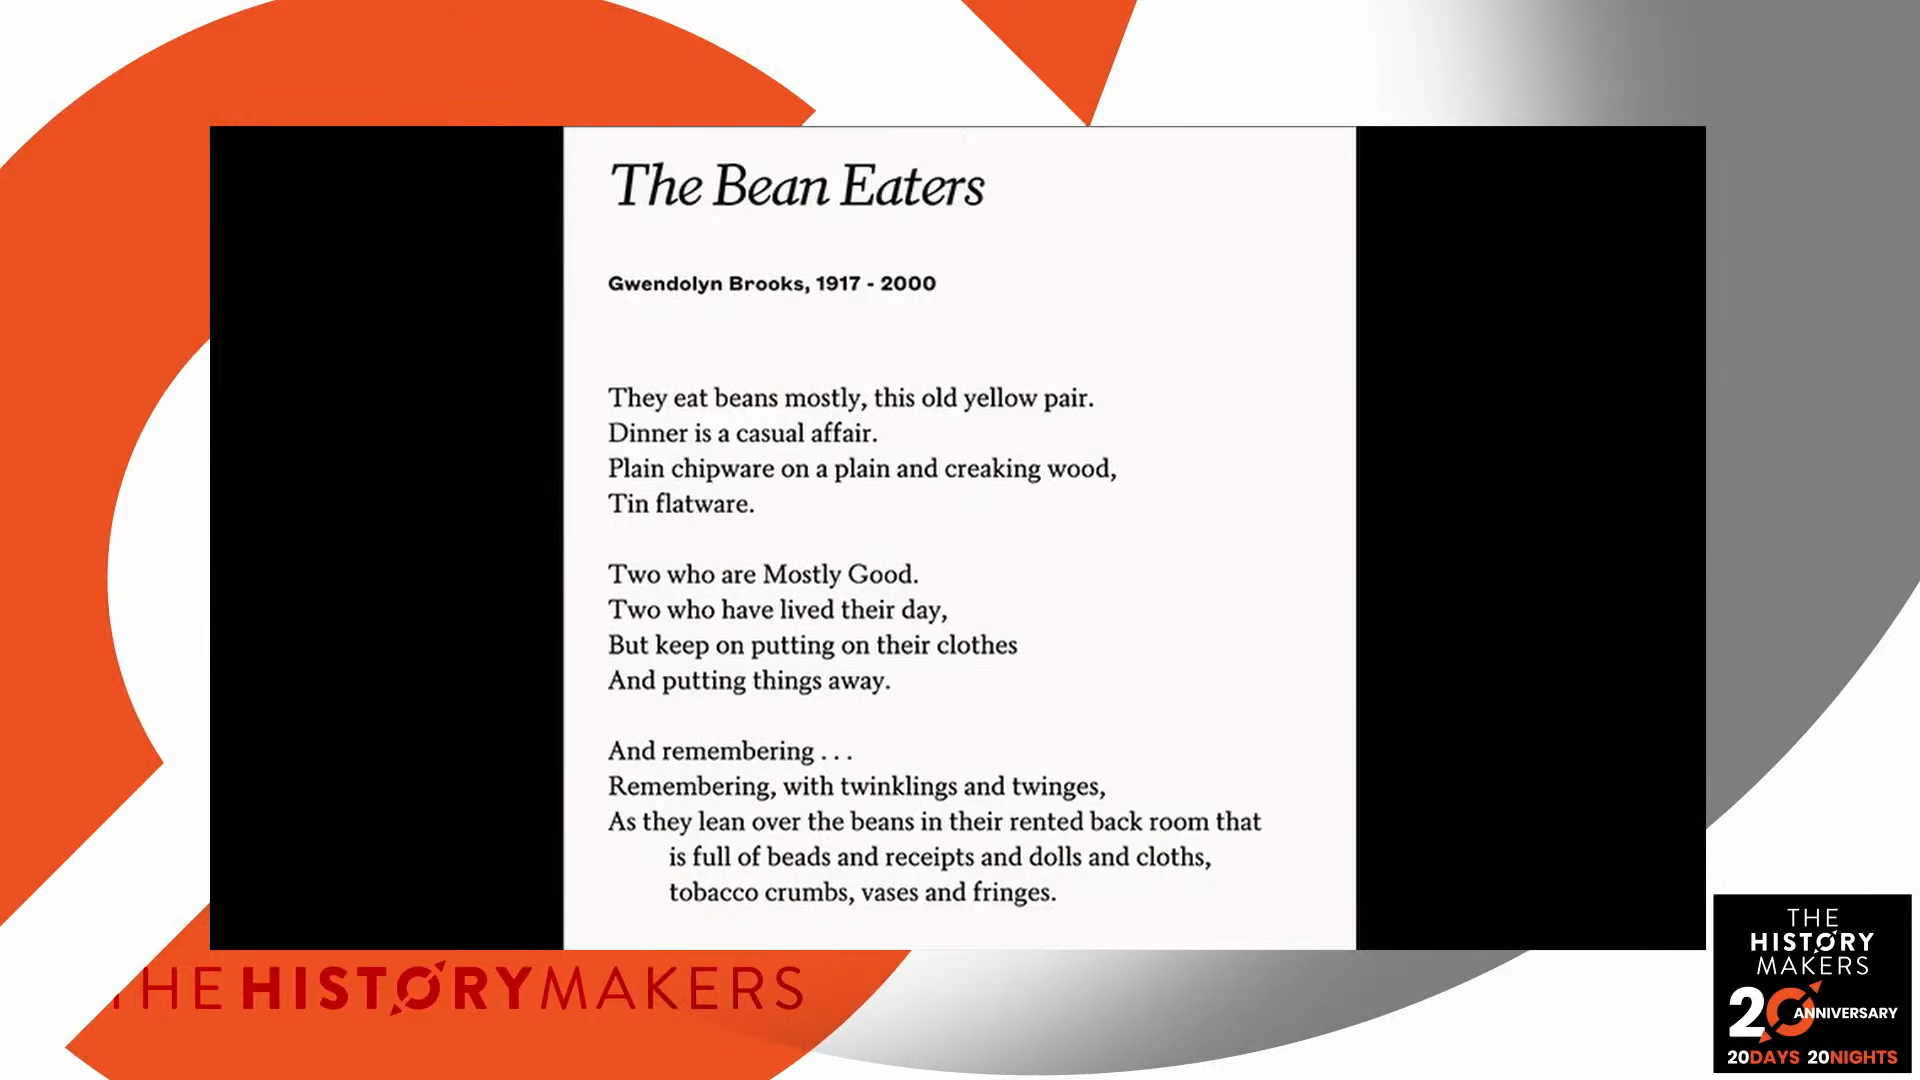 The Bean Eaters
Gwendolyn Brooks, 1917 - 2000
They eat beans mostly, this old yellow pair.
Dinner is a casual affair.
Plain chipware on a plain and creaking wood,
Tin flatware.
Two who are Mostly Good.
Two who have lived their day,
But keep on putting on their clothes
And putting things away.
And remembering . . .
Remembering, with twinklings and twinges,
As they lean over the beans in their rented back room that
is full of beads and receipts and dolls and cloths,
tobacco crumbs, vases and fringes.
THE HISTORYMAKERS
THE
HISTORY
MAKERS
20 ANNIVERSARY
20DAYS 20NIGHTS